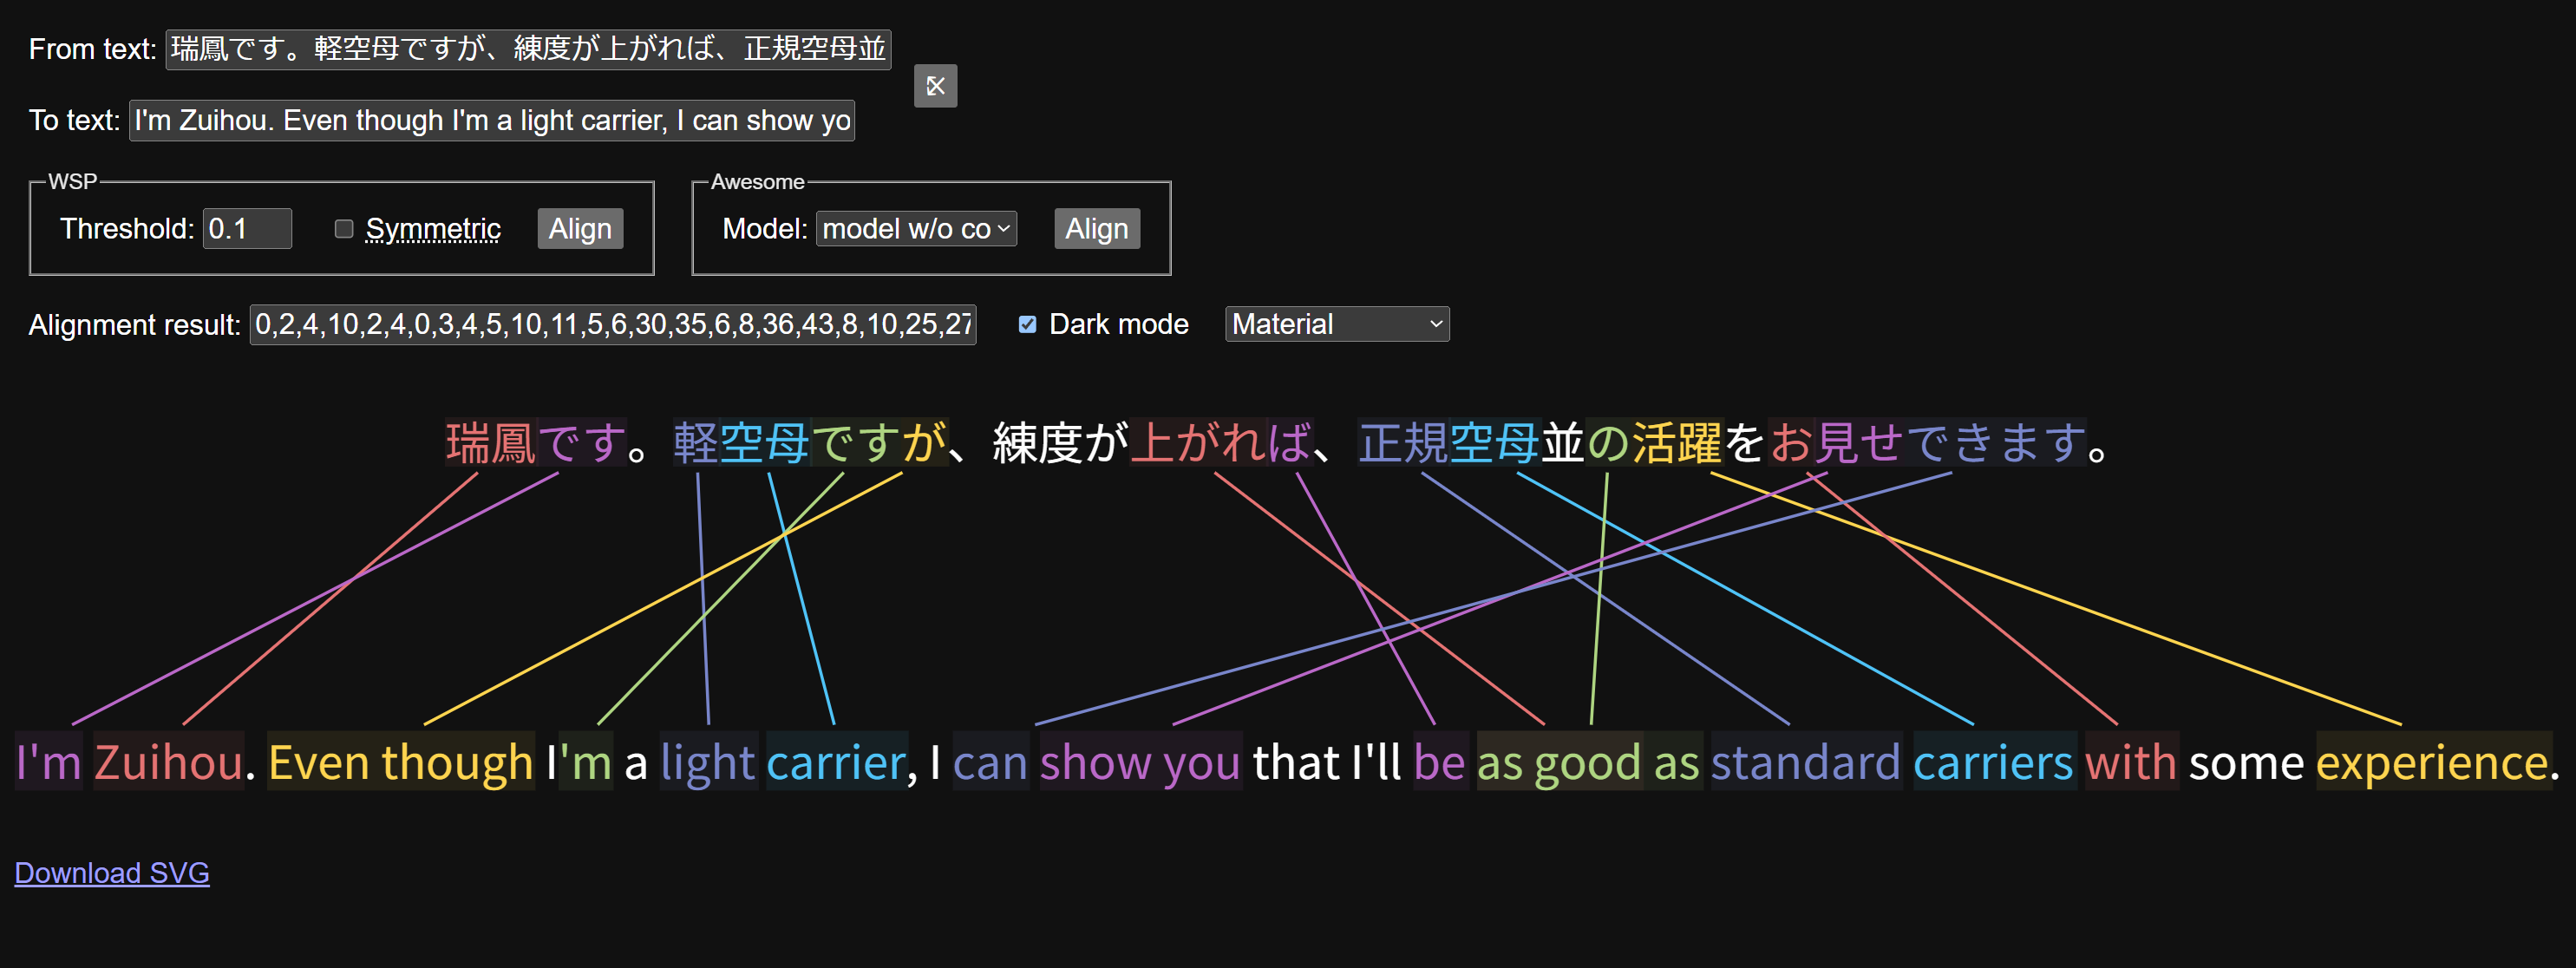 From text: 瑞鳳です。軽空母ですが、練度が上がれば、正規空母並
To text: I'm Zuihou. Even though I'm a light carrier, I can show yo
WSP
Awesome
Threshold: 0.1 Symmetric Align
Model: model w/o co Align
Alignment result: 0,2,4,10,2,4,0,3,4,5,10,11,5,6,30,35,6,8,36,43,8,10,25,27 Dark mode Material
瑞鳳です。軽空母ですが、練度が上がれば、正規空母並の活躍をお見せできます。
I'm Zuihou. Even though I'm a light carrier, I can show you that I'll be as good as standard carriers with some experience.
Download SVG